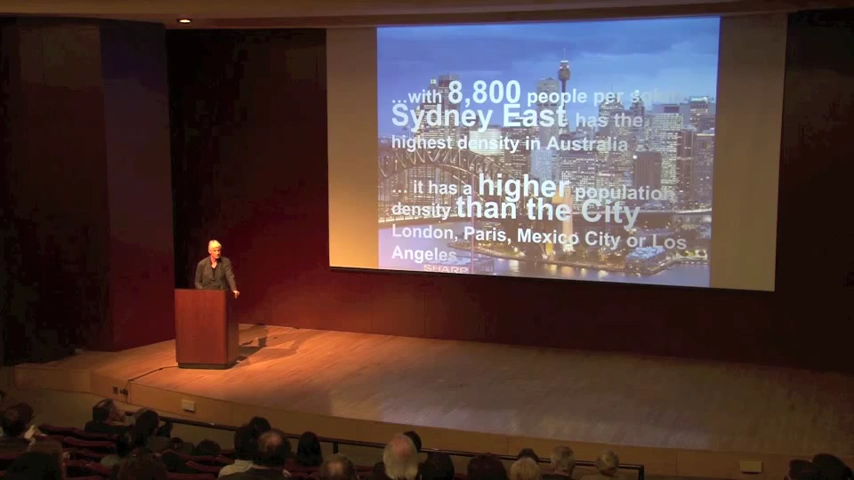 ...with 8,800 people per
Sydney East has the
highest density in Australia
... it has a higher population
density than the City
London, Paris, Mexico City or Los
Angeles
SHARP